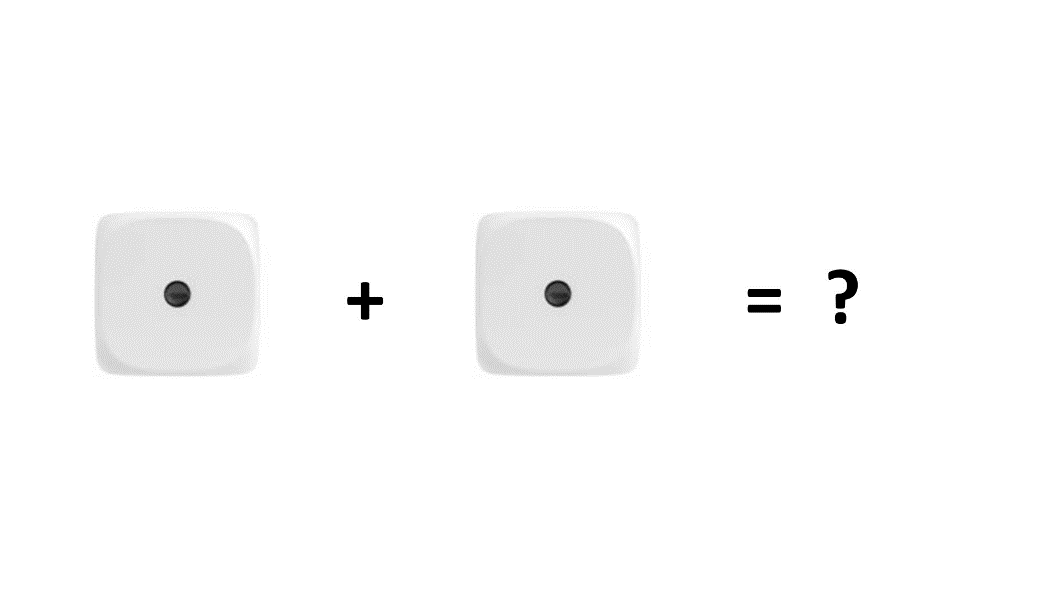 + = ?